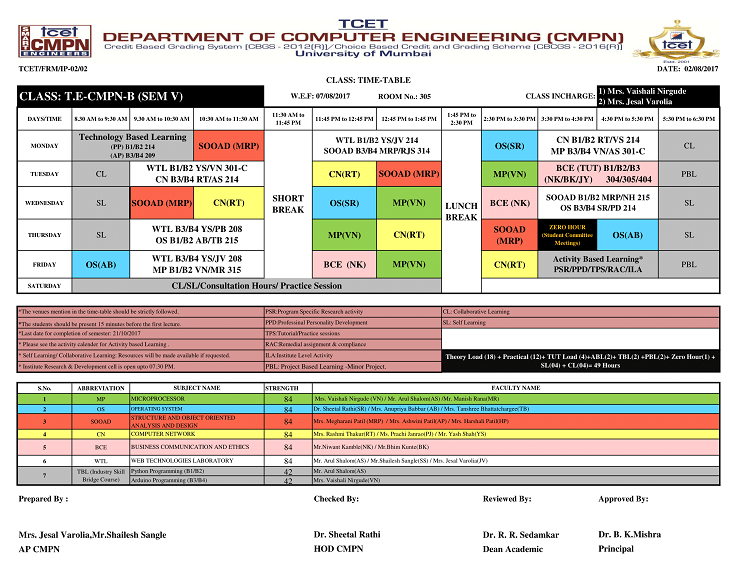 TCET
DEPARTMENT OF COMPUTER ENGINEERING (CMPN)
Credit Based Grading System [CBGS - 2012(R)]/Choice Based Credit and Grading Scheme [CBCGS - 2016(R)]
University of Mumbai
SMART
tcet
CMPN
ENGINEERING
tcet
Estd. 2001
TCET/FRM/IP-02/02
DATE: 02/08/2017
CLASS: TIME-TABLE
CLASS: T.E-CMPN-B (SEM V)
W.E.F: 07/08/2017
ROOM No.: 305
CLASS INCHARGE:
1) Mrs. Vaishali Nirgude
2) Mrs. Jesal Varolia
DAYS/TIME 8.30 AM to 9:30 AM 9.30 AM to 10:30 AM 10:30 AM to 11:30 AM 11:30 AM to 11:45 PM 11:45 PM to 12:45 PM 12:45 PM to 1:45 PM 1:45 PM to 2:30 PM 2:30 PM to 3:30 PM 3:30 PM to 4:30 PM 4:30 PM to 5:30 PM 5:30 PM to 6:30 PM
MONDAY
Technology Based Learning
(PP) B1/B2 214
(AP) B3/B4 209
SOOAD (MRP)
WTL B1/B2 YS/JV 214
SOOAD B3/B4 MRP/RJS 314
OS(SR)
CN B1/B2 RT/VS 214
MP B3/B4 VN/AS 301-C
CL
TUESDAY
CL
WTL B1/B2 YS/VN 301-C
CN B3/B4 RT/AS 214
CN(RT)
SOOAD (MRP)
MP(VN)
BCE (TUT) B1/B2/B3
(NK/BK/JY) 304/305/404
PBL
SHORT
BREAK
LUNCH
BREAK
WEDNESDAY
SL
SOOAD (MRP)
CN(RT)
OS(SR)
MP(VN)
BCE (NK)
SOOAD B1/B2 MRP/NH 215
OS B3/B4 SR/PD 214
SL
THURSDAY
SL
WTL B3/B4 YS/PB 208
OS B1/B2 AB/TB 215
MP(VN)
CN(RT)
SOOAD
(MRP)
ZERO HOUR
(Student Committee
Meetings)
OS(AB)
SL
FRIDAY
OS(AB)
WTL B3/B4 YS/JV 208
MP B1/B2 VN/MR 315
BCE (NK)
MP(VN)
CN(RT)
Activity Based Learning*
PSR/PPD/TPS/RAC/ILA
PBL
SATURDAY
CL/SL/Consultation Hours/ Practice Session
*The venues mention in the time-table should be strictly followed.
PSR:Program Specific Research activity
CL: Collaborative Learning
*The students should be present 15 minutes before the first lecture.
PPD:Professional Personality Development
SL: Self Learning
*Last date for completion of semester: 21/10/2017
TPS:Tutorial/Practice sessions
* Please see the activity calender for Activity based Learning .
RAC:Remedial assignment & compliance
* Self Learning/ Collaborative Learning: Resources will be made available if requested.
ILA:Institute Level Activity
* Institute Research & Development cell is open upto 07:30 PM.
PBL: Project Based Learning -Minor Project.
Theory Load (18) + Practical (12)+ TUT Load (4)+ABL(2)+ TBL(2) +PBL(2)+ Zero Hour(1) +
SL(04) + CL(04)= 49 Hours
S.No. ABBREVIATION SUBJECT NAME STRENGTH FACULTY NAME
1 MP MICROPROCESSOR 84 Mrs. Vaishali Nirgude (VN) / Mr. Arul Shalom(AS) /Mr. Manish Rana(MR)
2 OS OPERATING SYSTEM 84 Dr. Sheetal Rathi(SR) / Mrs. Anupriya Babbar (AB) / Mrs. Tanshree Bhattatcharjee(TB)
3 SOOAD STRUCTURE AND OBJECT ORIENTED ANALYSIS AND DESIGN 84 Mrs. Megharani Patil (MRP) / Mrs. Ashwini Patil(AP) / Mrs. Harshali Patil(HP)
4 CN COMPUTER NETWORK 84 Mrs. Rashmi Thakur(RT) / Ms. Prachi Janrao(PJ) / Mr. Yash Shah(YS)
5 BCE BUSINESS COMMUNICATION AND ETHICS 84 Mr.Niwant Kamble(NK) / Mr.Bhim Kunte(BK)
6 WTL WEB TECHNOLOGIES LABORATORY 84 Mr. Arul Shalom(AS) / Mr.Shailesh Sangle(SS) / Mrs. Jesal Varolia(JV)
7 TBL (Industry Skill Bridge Course) Python Programming (B1/B2) 42 Mr. Arul Shalom(AS)
Arduino Programming (B3/B4) 42 Mrs. Vaishali Nirgude(VN)
Prepared By :
Checked By:
Reviewed By:
Approved By:
Mrs. Jesal Varolia,Mr.Shailesh Sangle
Dr. Sheetal Rathi
Dr. R. R. Sedamkar
Dr. B. K.Mishra
AP CMPN
HOD CMPN
Dean Academic
Principal